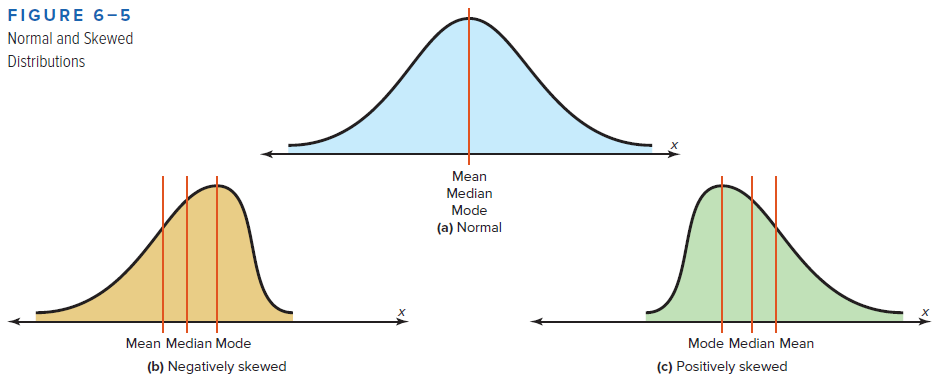 FIGURE 6–5
Normal and Skewed
Distributions
x
Mean
Median
Mode
(a) Normal
x
Mean Median Mode
(b) Negatively skewed
x
Mode Median Mean
(c) Positively skewed